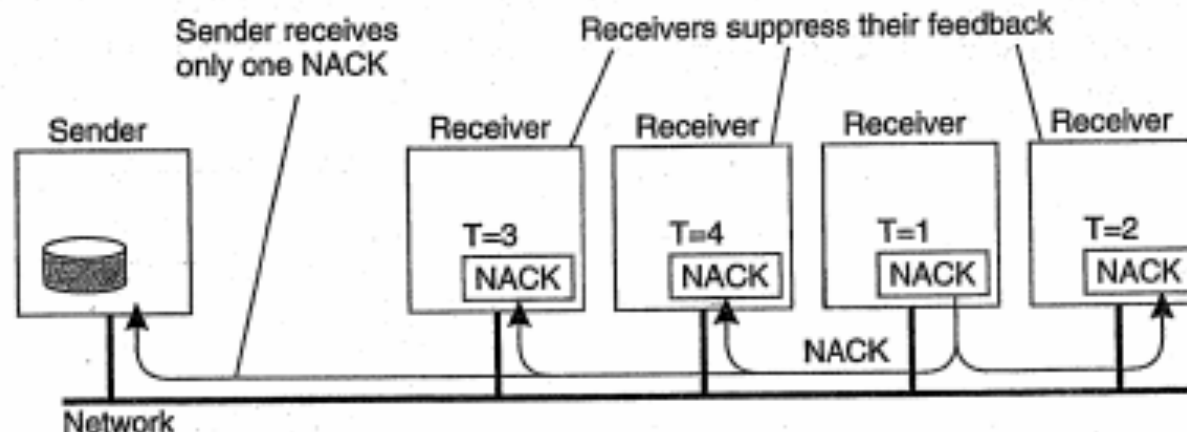 Sender receives
only one NACK
Receivers suppress their feedback
Sender
Receiver
Receiver
Receiver
Receiver
T=3
T=4
T=1
T=2
NACK
NACK
NACK
NACK
NACK
Network